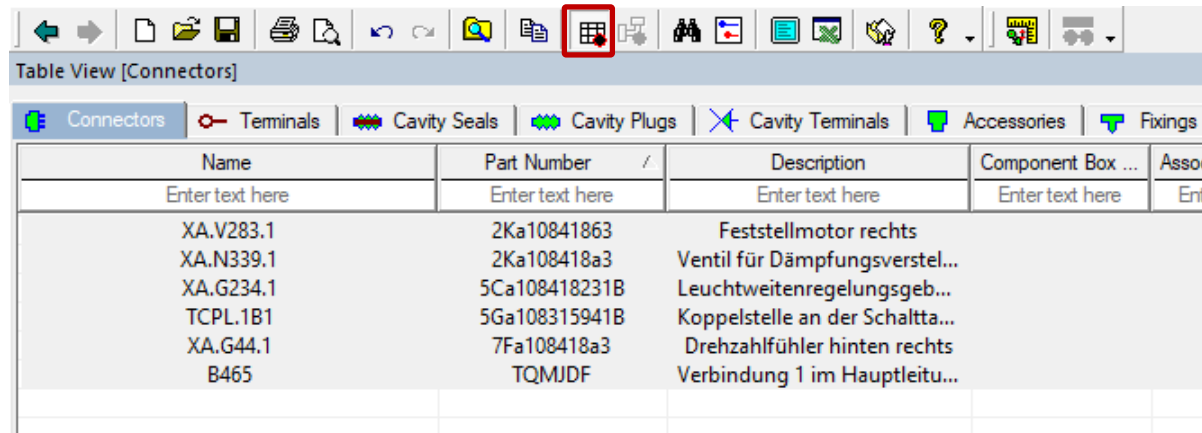 Table View [Connectors]
Connectors Terminals Cavity Seals Cavity Plugs Cavity Terminals Accessories Fixings
Name Part Number / Description Component Box ... Asso
Enter text here Enter text here Enter text here Enter text here Ent
XA.V283.1 2Ka10841863 Feststellmotor rechts
XA.N339.1 2Ka108418a3 Ventil für Dämpfungsverstel...
XA.G234.1 5Ca108418231B Leuchtweitenregelungsgeb...
TCPL.1B1 5Ga108315941B Koppelstelle an der Schaltta...
XA.G44.1 7Fa108418a3 Drehzahlfühler hinten rechts
B465 TQMJDF Verbindung 1 im Hauptleitu...